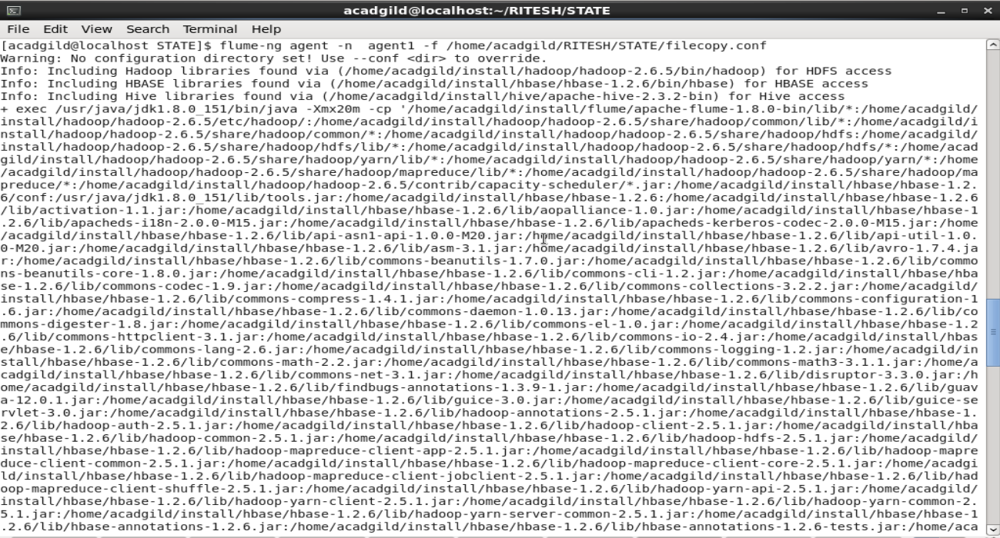 acadgild@localhost:~/RITESH/STATE
File Edit View Search Terminal Help
[acadgild@localhost STATE]$ flume-ng agent -n  agent1 -f /home/acadgild/RITESH/STATE/filecopy.conf
Warning: No configuration directory set! Use --conf <dir> to override.
Info: Including Hadoop libraries found via (/home/acadgild/install/hadoop/hadoop-2.6.5/bin/hadoop) for HDFS access
Info: Including HBASE libraries found via (/home/acadgild/install/hbase/hbase-1.2.6/bin/hbase) for HBASE access
Info: Including Hive libraries found via (/home/acadgild/install/hive/apache-hive-2.3.2-bin) for Hive access
+ exec /usr/java/jdk1.8.0_151/bin/java -Xmx20m -cp '/home/acadgild/install/flume/apache-flume-1.8.0-bin/lib/*:/home/acadgild/
install/hadoop/hadoop-2.6.5/etc/hadoop/:/home/acadgild/install/hadoop/hadoop-2.6.5/share/hadoop/common/lib/*:/home/acadgild/i
nstall/hadoop/hadoop-2.6.5/share/hadoop/common/*:/home/acadgild/install/hadoop/hadoop-2.6.5/share/hadoop/hdfs:/home/acadgild/
install/hadoop/hadoop-2.6.5/share/hadoop/hdfs/lib/*:/home/acadgild/install/hadoop/hadoop-2.6.5/share/hadoop/hdfs/*:/home/acad
gild/install/hadoop/hadoop-2.6.5/share/hadoop/yarn/lib/*:/home/acadgild/install/hadoop/hadoop-2.6.5/share/hadoop/yarn/*:/home
/acadgild/install/hadoop/hadoop-2.6.5/share/hadoop/mapreduce/lib/*:/home/acadgild/install/hadoop/hadoop-2.6.5/share/hadoop/ma
preduce/*:/home/acadgild/install/hadoop/hadoop-2.6.5/contrib/capacity-scheduler/*.jar:/home/acadgild/install/hbase/hbase-1.2.
6/conf:/usr/java/jdk1.8.0_151/lib/tools.jar:/home/acadgild/install/hbase/hbase-1.2.6:/home/acadgild/install/hbase/hbase-1.2.6
/lib/activation-1.1.jar:/home/acadgild/install/hbase/hbase-1.2.6/lib/aopalliance-1.0.jar:/home/acadgild/install/hbase/hbase-1
.2.6/lib/apacheds-i18n-2.0.0-M15.jar:/home/acadgild/install/hbase/hbase-1.2.6/lib/apacheds-kerberos-codec-2.0.0-M15.jar:/home
/acadgild/install/hbase/hbase-1.2.6/lib/api-asn1-api-1.0.0-M20.jar:/home/acadgild/install/hbase/hbase-1.2.6/lib/api-util-1.0.
0-M20.jar:/home/acadgild/install/hbase/hbase-1.2.6/lib/asm-3.1.jar:/home/acadgild/install/hbase/hbase-1.2.6/lib/avro-1.7.4.ja
r:/home/acadgild/install/hbase/hbase-1.2.6/lib/commons-beanutils-1.7.0.jar:/home/acadgild/install/hbase/hbase-1.2.6/lib/commo
ns-beanutils-core-1.8.0.jar:/home/acadgild/install/hbase/hbase-1.2.6/lib/commons-cli-1.2.jar:/home/acadgild/install/hbase/hba
se-1.2.6/lib/commons-codec-1.9.jar:/home/acadgild/install/hbase/hbase-1.2.6/lib/commons-collections-3.2.2.jar:/home/acadgild/
install/hbase/hbase-1.2.6/lib/commons-compress-1.4.1.jar:/home/acadgild/install/hbase/hbase-1.2.6/lib/commons-configuration-1
.6.jar:/home/acadgild/install/hbase/hbase-1.2.6/lib/commons-daemon-1.0.13.jar:/home/acadgild/install/hbase/hbase-1.2.6/lib/co
mmons-digester-1.8.jar:/home/acadgild/install/hbase/hbase-1.2.6/lib/commons-el-1.0.jar:/home/acadgild/install/hbase/hbase-1.2
.6/lib/commons-httpclient-3.1.jar:/home/acadgild/install/hbase/hbase-1.2.6/lib/commons-io-2.4.jar:/home/acadgild/install/hbas
e/hbase-1.2.6/lib/commons-lang-2.6.jar:/home/acadgild/install/hbase/hbase-1.2.6/lib/commons-logging-1.2.jar:/home/acadgild/in
stall/hbase/hbase-1.2.6/lib/commons-math-2.2.jar:/home/acadgild/install/hbase/hbase-1.2.6/lib/commons-math3-3.1.1.jar:/home/a
cadgild/install/hbase/hbase-1.2.6/lib/commons-net-3.1.jar:/home/acadgild/install/hbase/hbase-1.2.6/lib/disruptor-3.3.0.jar:/h
ome/acadgild/install/hbase/hbase-1.2.6/lib/findbugs-annotations-1.3.9-1.jar:/home/acadgild/install/hbase/hbase-1.2.6/lib/guav
a-12.0.1.jar:/home/acadgild/install/hbase/hbase-1.2.6/lib/guice-3.0.jar:/home/acadgild/install/hbase/hbase-1.2.6/lib/guice-se
rvlet-3.0.jar:/home/acadgild/install/hbase/hbase-1.2.6/lib/hadoop-annotations-2.5.1.jar:/home/acadgild/install/hbase/hbase-1.
2.6/lib/hadoop-auth-2.5.1.jar:/home/acadgild/install/hbase/hbase-1.2.6/lib/hadoop-client-2.5.1.jar:/home/acadgild/install/hbase/hba
se/hbase-1.2.6/lib/hadoop-common-2.5.1.jar:/home/acadgild/install/hbase/hbase-1.2.6/lib/hadoop-hdfs-2.5.1.jar:/home/acadgild/
install/hbase/hbase-1.2.6/lib/hadoop-mapreduce-client-app-2.5.1.jar:/home/acadgild/install/hbase/hbase-1.2.6/lib/hadoop-mapre
duce-client-common-2.5.1.jar:/home/acadgild/install/hbase/hbase-1.2.6/lib/hadoop-mapreduce-client-core-2.5.1.jar:/home/acadgi
ld/install/hbase/hbase-1.2.6/lib/hadoop-mapreduce-client-jobclient-2.5.1.jar:/home/acadgild/install/hbase/hbase-1.2.6/lib/had
oop-mapreduce-client-shuffle-2.5.1.jar:/home/acadgild/install/hbase/hbase-1.2.6/lib/hadoop-yarn-api-2.5.1.jar:/home/acadgild/
install/hbase/hbase-1.2.6/lib/hadoop-yarn-client-2.5.1.jar:/home/acadgild/install/hbase/hbase-1.2.6/lib/hadoop-yarn-common-2.
5.1.jar:/home/acadgild/install/hbase/hbase-1.2.6/lib/hadoop-yarn-server-common-2.5.1.jar:/home/acadgild/install/hbase/hbase-1
.2.6/lib/hbase-annotations-1.2.6.jar:/home/acadgild/install/hbase/hbase-1.2.6/lib/hbase-annotations-1.2.6-tests.jar:/home/aca